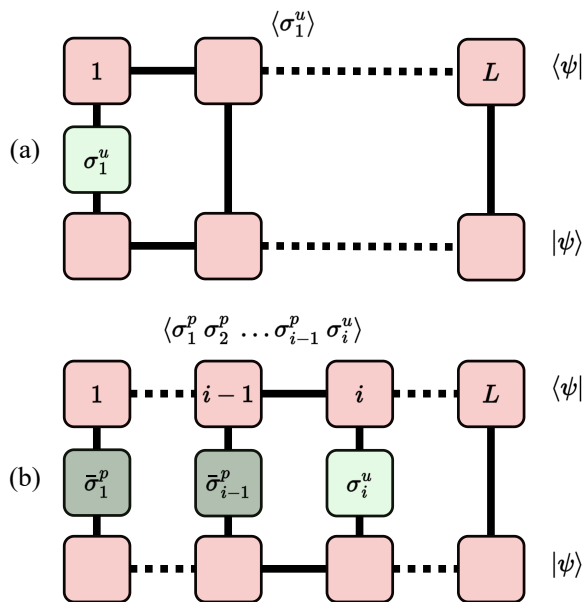 ⟨σ₁ᵘ⟩
1
L
⟨ψ|
(a)
σ₁ᵘ
|ψ⟩
⟨σ₁ᵖ σ₂ᵖ … σᵢ₋₁ᵖ σᵢᵘ⟩
1
i − 1
i
L
⟨ψ|
(b)
σ̄₁ᵖ
σ̄ᵢ₋₁ᵖ
σᵢᵘ
|ψ⟩